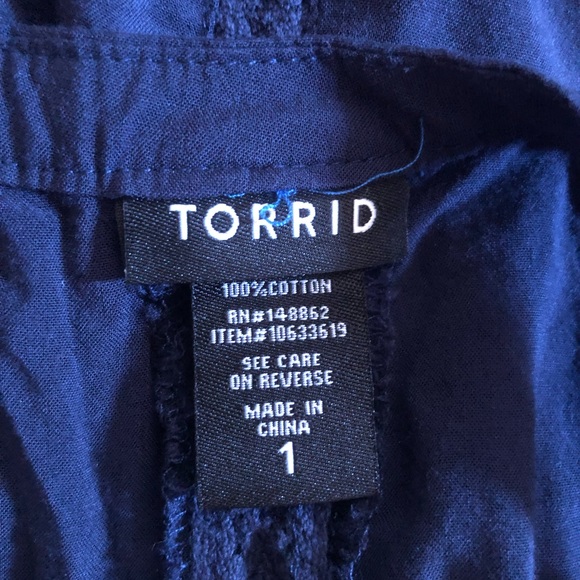 TORRID
100%COTTON
RN#148862
ITEM#10633619
SEE CARE
ON REVERSE
MADE IN
CHINA
1